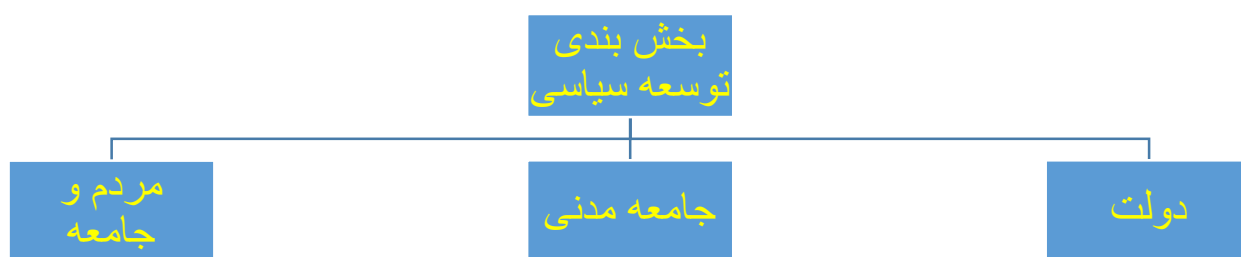 بخش بندی
توسعه سیاسی
دولت
جامعه مدنی
مردم و
جامعه